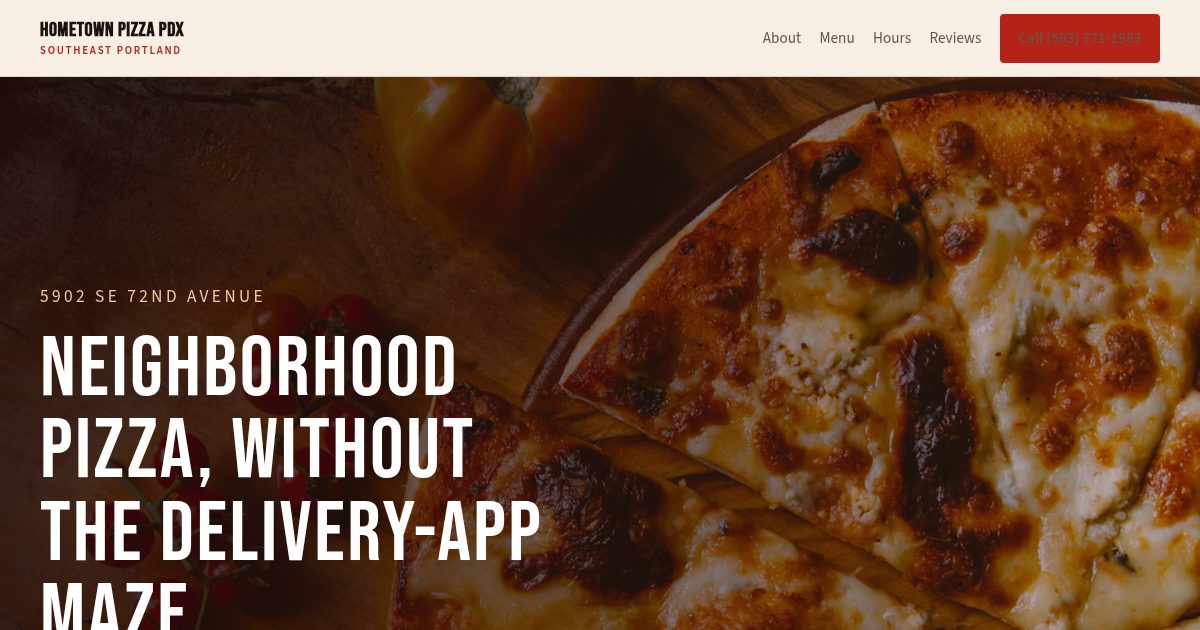 HOMETOWN PIZZA PDX
SOUTHEAST PORTLAND
About Menu Hours Reviews Call (503) 771-1983
5902 SE 72ND AVENUE
NEIGHBORHOOD
PIZZA, WITHOUT
THE DELIVERY-APP
MAZE